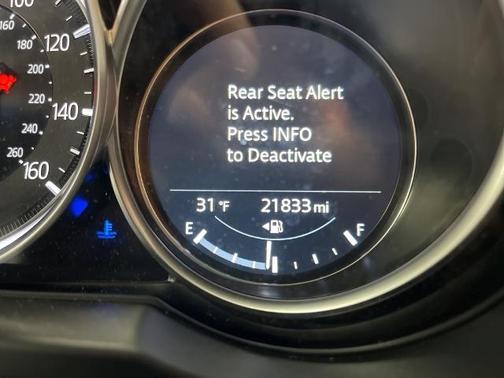 100
120
140
160
160
180
200
220
240
260
Rear Seat Alert
is Active.
Press INFO
to Deactivate
31°F 21833 mi
E F